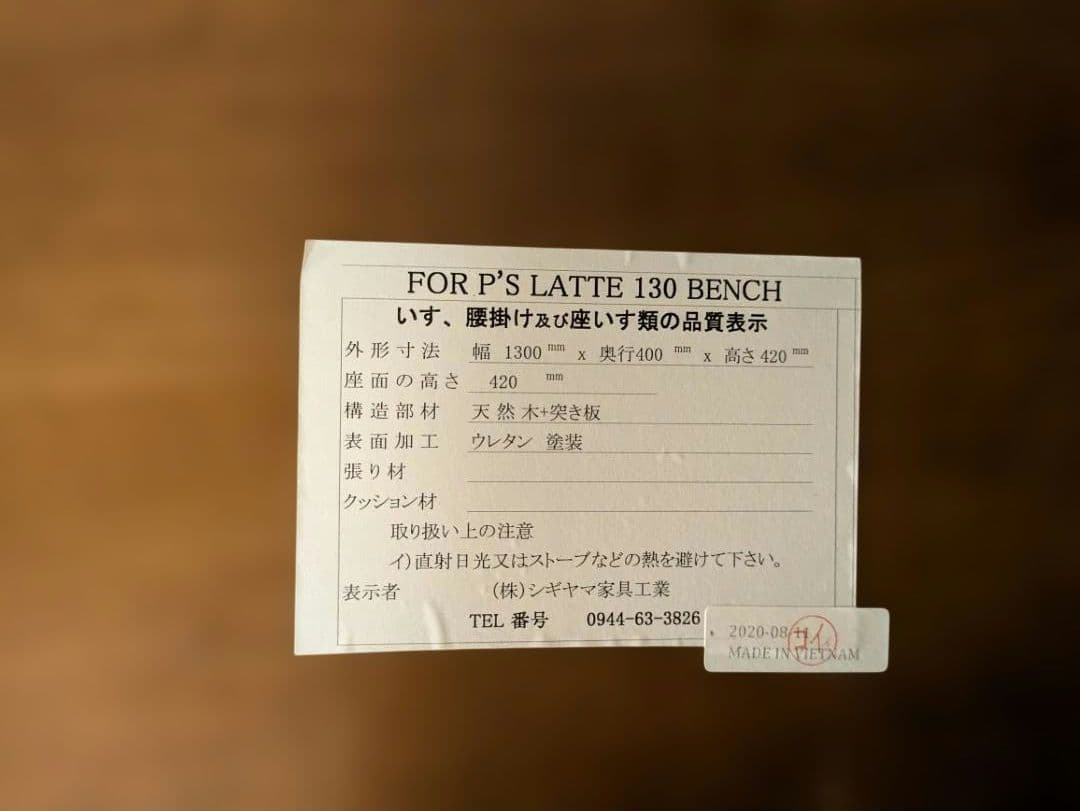 FOR P'S LATTE 130 BENCH
いす、腰掛け及び座いす類の品質表示
外形寸法 幅 1300 mm x 奥行400 mm x 高さ420 mm
座面の高さ 420 mm
構造部材 天然木+突き板
表面加工 ウレタン 塗装
張り材
クッション材
取り扱い上の注意
イ)直射日光又はストーブなどの熱を避けて下さい。
表示者 (株)シギヤマ家具工業
TEL 番号 0944-63-3826
2020-08-11
MADE IN VIETNAM